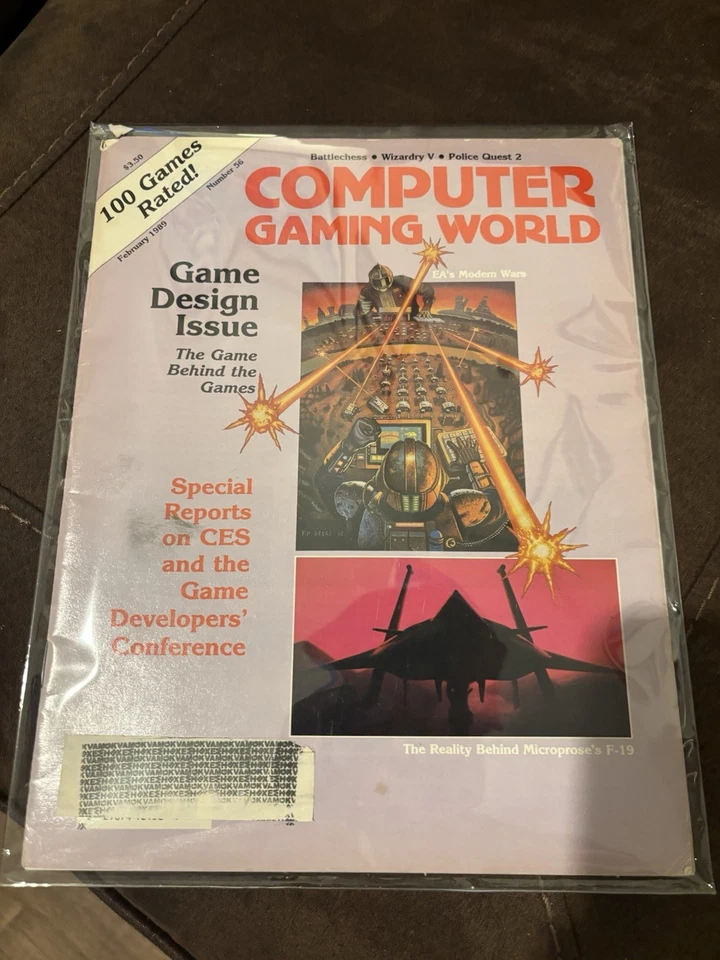 $3.50
100 Games
Rated!
Number 56
February 1989
Battlechess • Wizardry V • Police Quest 2
COMPUTER
GAMING WORLD
EA's Modem Wars
Game
Design
Issue
The Game
Behind the
Games
Special
Reports
on CES
and the
Game
Developers'
Conference
The Reality Behind Microprose's F-19